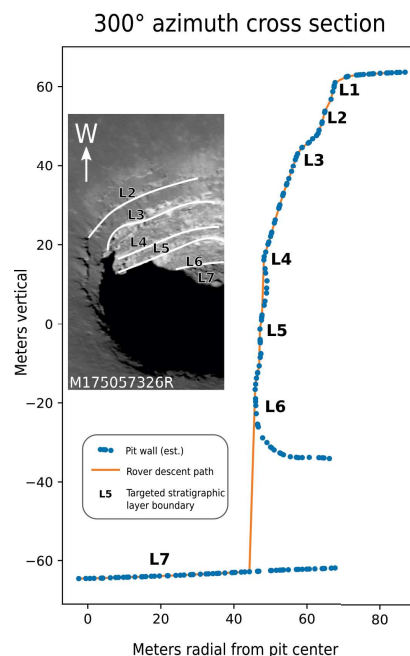 300° azimuth cross section
60
40
20
0
−20
−40
−60
Meters vertical
W
L2
L3
L4
L5
L6
L7
M175057326R
L1
L2
L3
L4
L5
L6
L7
Pit wall (est.)
Rover descent path
L5 Targeted stratigraphic
layer boundary
0 20 40 60 80
Meters radial from pit center